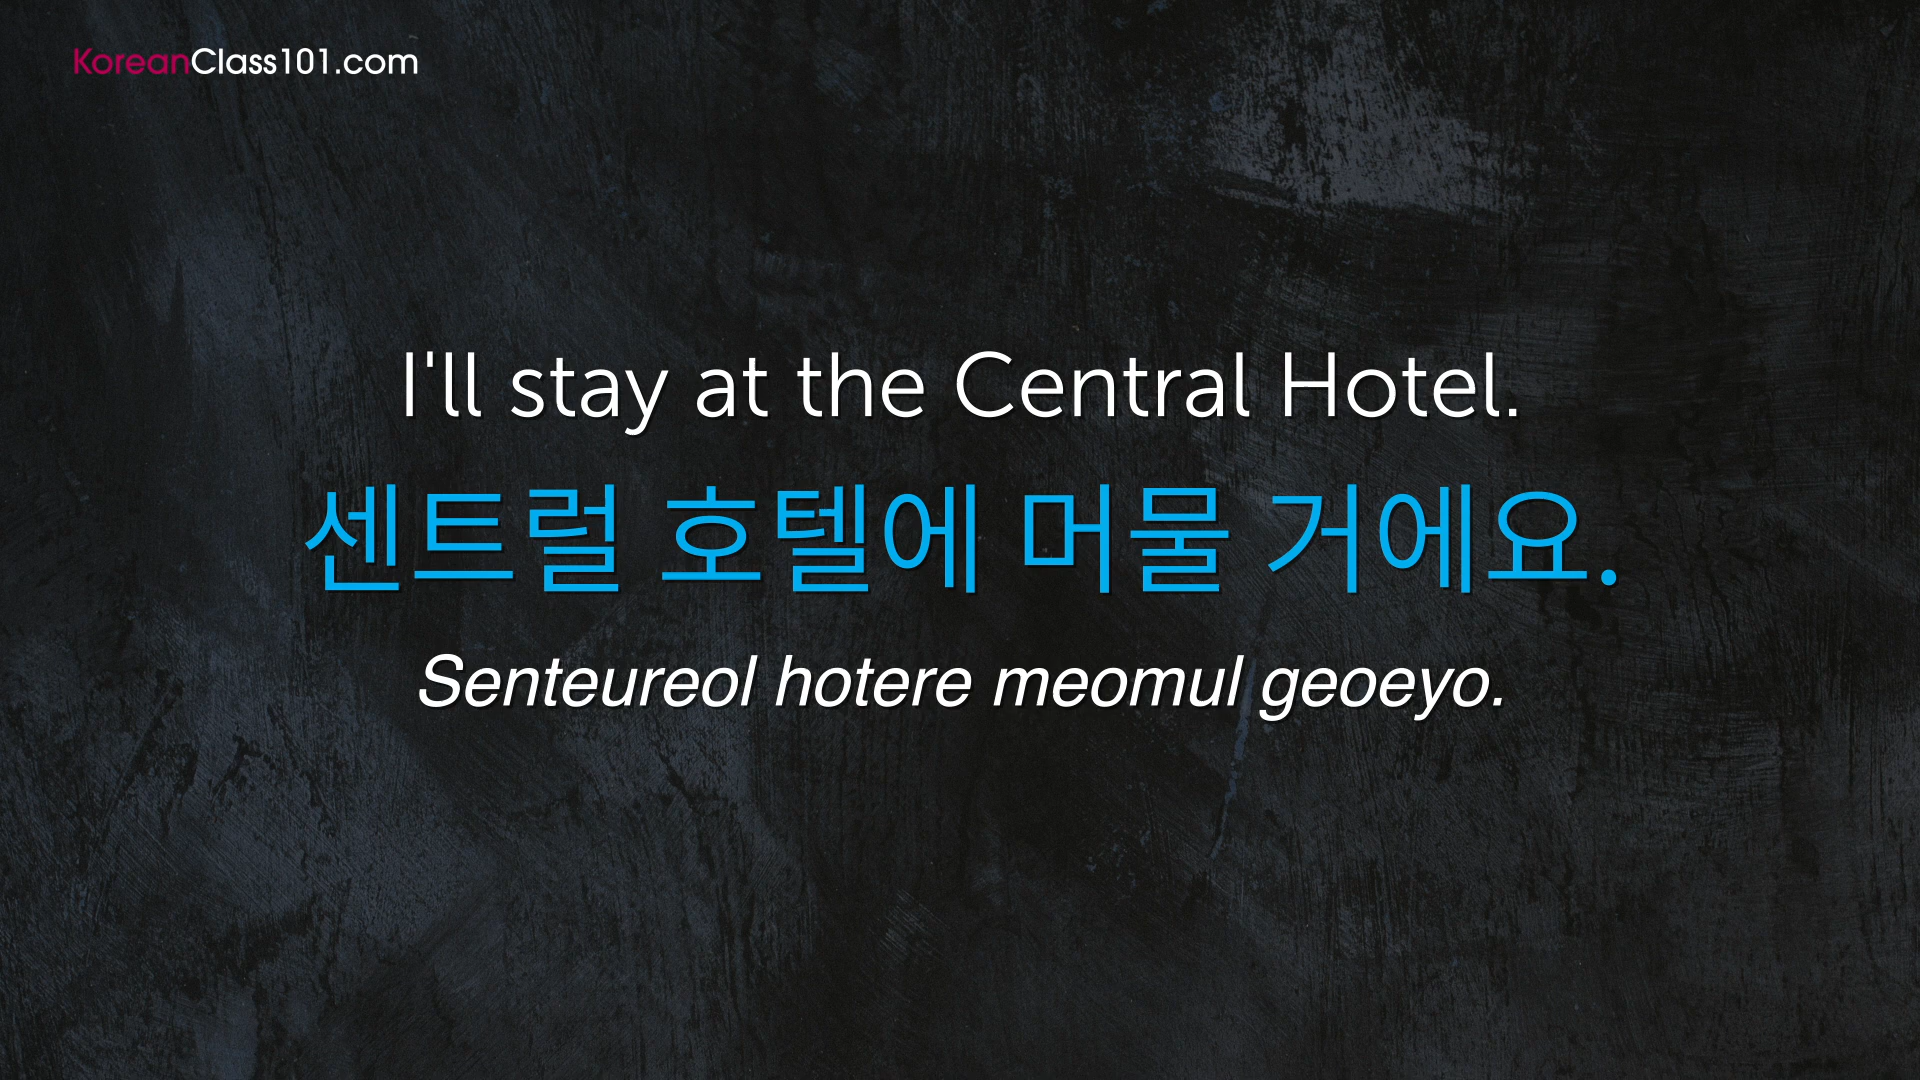 KoreanClass101.com
I'll stay at the Central Hotel.
센트럴 호텔에 머물 거에요.
Senteureol hotere meomul geoeyo.